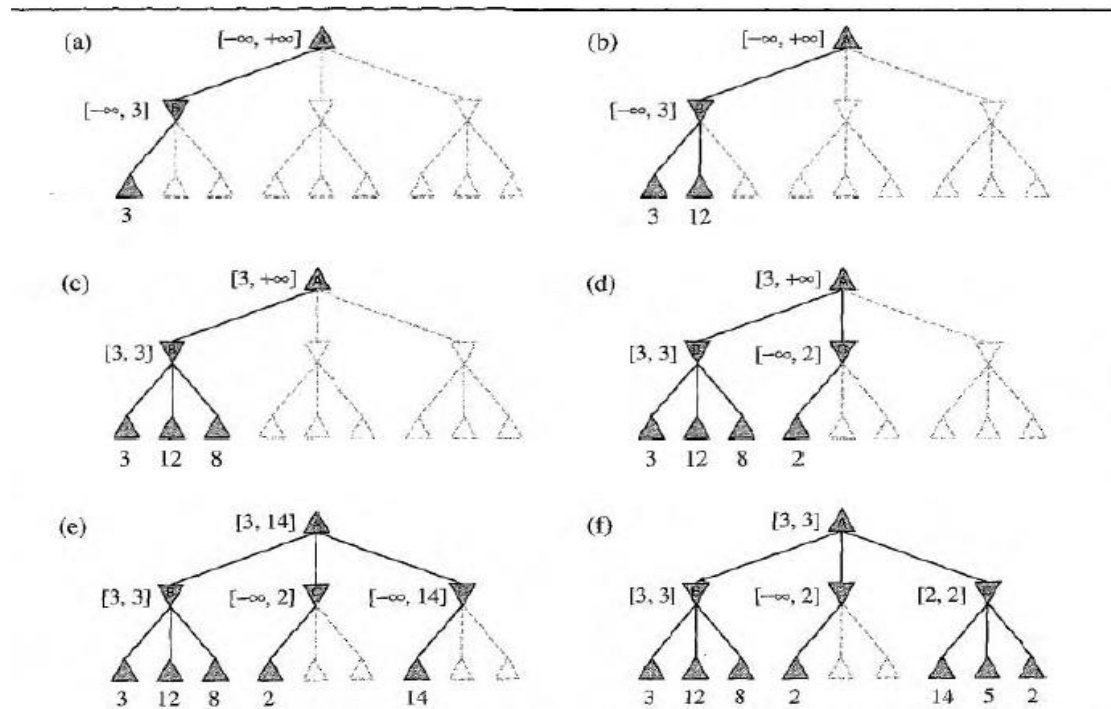 (a) [−∞, +∞] A (b) [−∞, +∞] A
[−∞, 3] B [−∞, 3] B
3 3 12
(c) [3, +∞] A (d) [3, +∞] A
[3, 3] B [3, 3] B [−∞, 2] C
3 12 8 3 12 8 2
(e) [3, 14] A (f) [3, 3] A
[3, 3] B [−∞, 2] C [−∞, 14] [3, 3] B [−∞, 2] [2, 2]
3 12 8 2 14 3 12 8 2 14 5 2